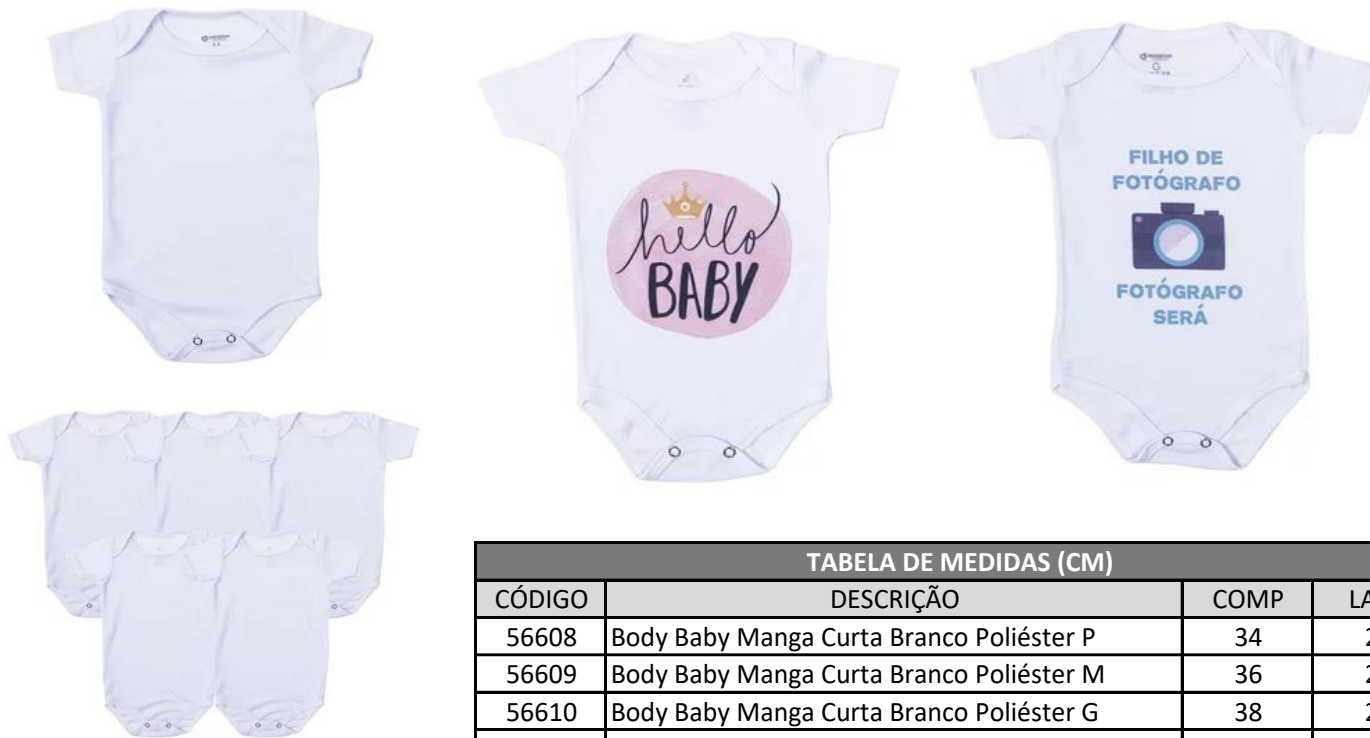 hello
BABY
FILHO DE
FOTÓGRAFO
FOTÓGRAFO
SERÁ
G
TABELA DE MEDIDAS (CM)
CÓDIGO DESCRIÇÃO COMP
56608 Body Baby Manga Curta Branco Poliéster P 34
56609 Body Baby Manga Curta Branco Poliéster M 36
56610 Body Baby Manga Curta Branco Poliéster G 38